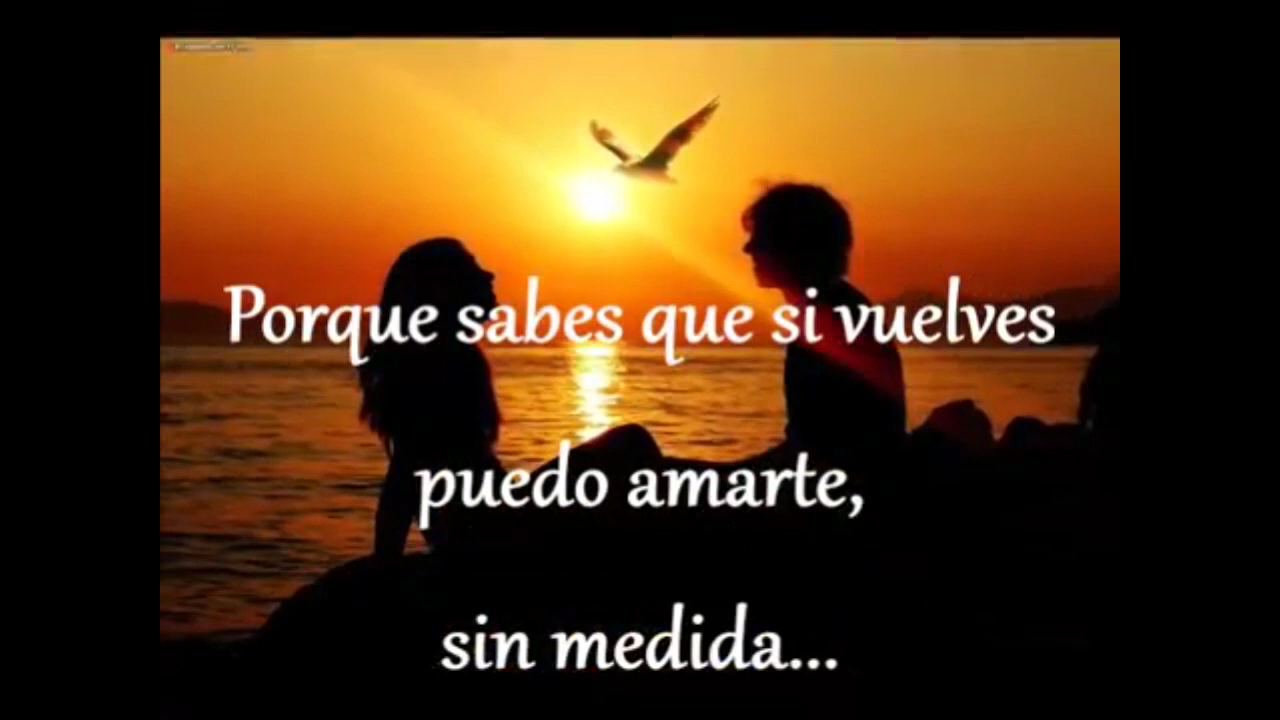 Porque sabes que si vuelves
puedo amarte,
sin medida...